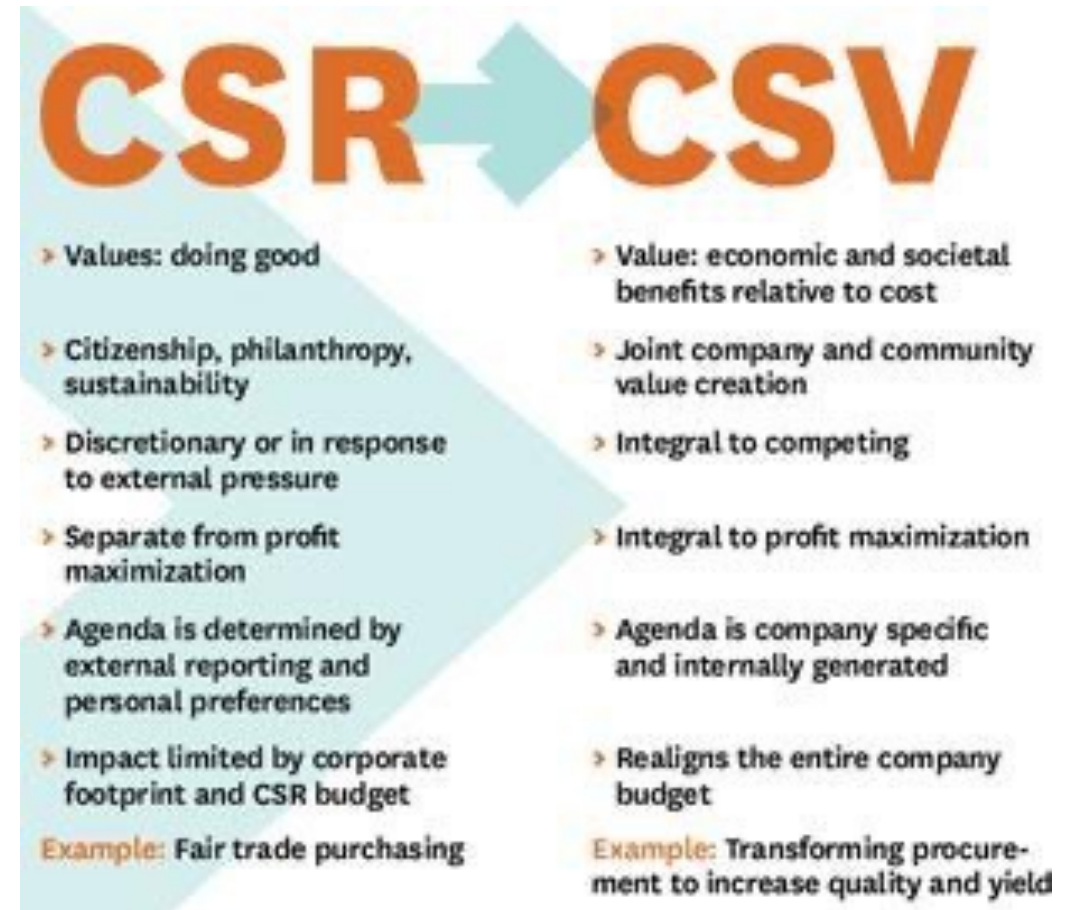 CSR CSV
> Values: doing good
> Citizenship, philanthropy,
sustainability
> Discretionary or in response
to external pressure
> Separate from profit
maximization
> Agenda is determined by
external reporting and
personal preferences
> Impact limited by corporate
footprint and CSR budget
Example: Fair trade purchasing
> Value: economic and societal
benefits relative to cost
> Joint company and community
value creation
> Integral to competing
> Integral to profit maximization
> Agenda is company specific
and internally generated
> Realigns the entire company
budget
Example: Transforming procure-
ment to increase quality and yield